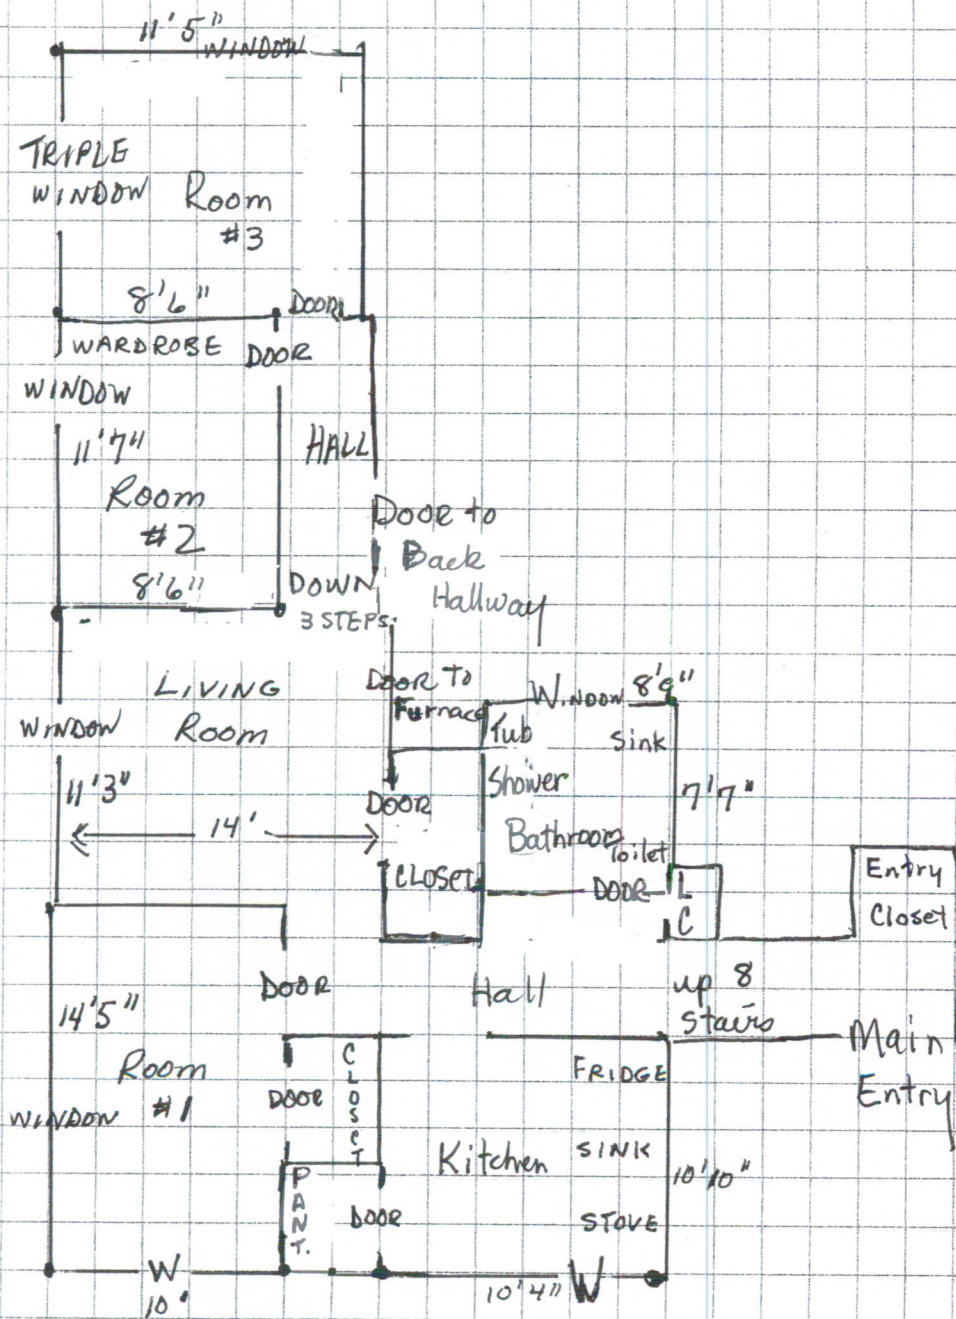 11'5"
WINDOW
TRIPLE
WINDOW
Room
#3
8'6"
DOOR
WARDROBE
DOOR
WINDOW
11'7"
HALL
Room
#2
Door to
Back
Hallway
8'6"
DOWN
3 STEPS
LIVING
Room
Door To
Furnace
WINDOW 8'9"
Tub
Sink
WINDOW
Shower
7'7"
11'3"
DOOR
14'
Bathroom
Toilet
CLOSET
DOOR
L
C
Entry
Closet
DOOR
Hall
up 8
Stairs
14'5"
Main
Entry
Room
#1
WINDOW
DOOR
CLOSET
FRIDGE
Kitchen
SINK
10'10"
PANT.
DOOR
STOVE
W
10'
10'4"
W